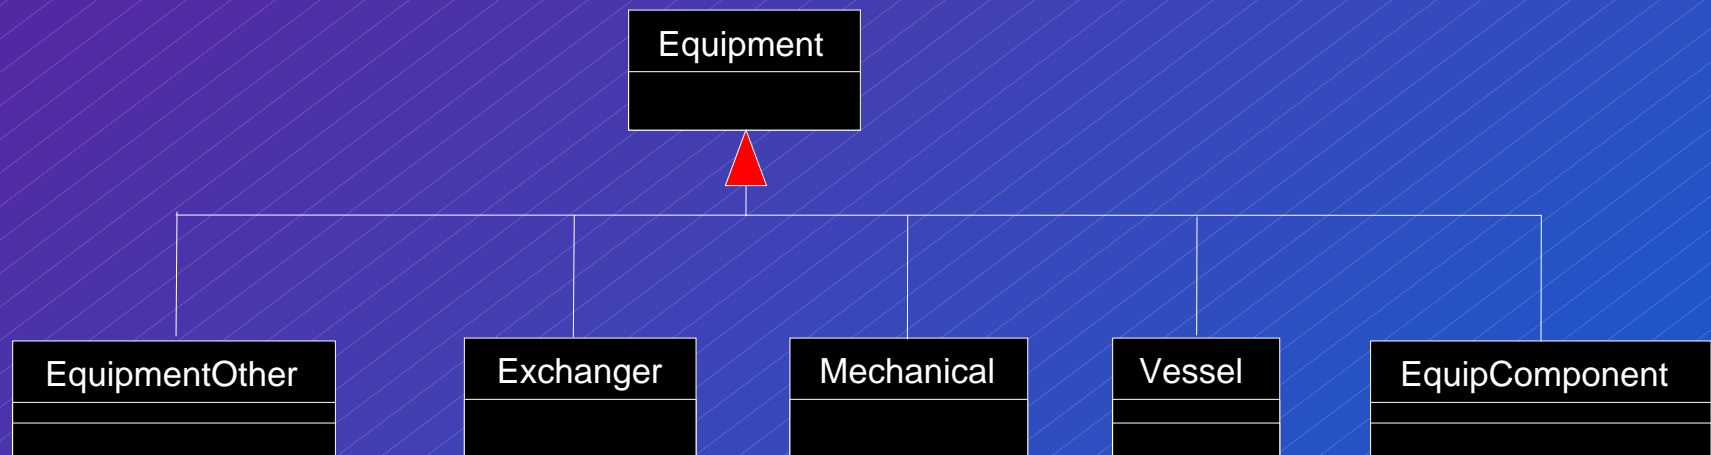 Equipment
EquipmentOther
Exchanger
Mechanical
Vessel
EquipComponent